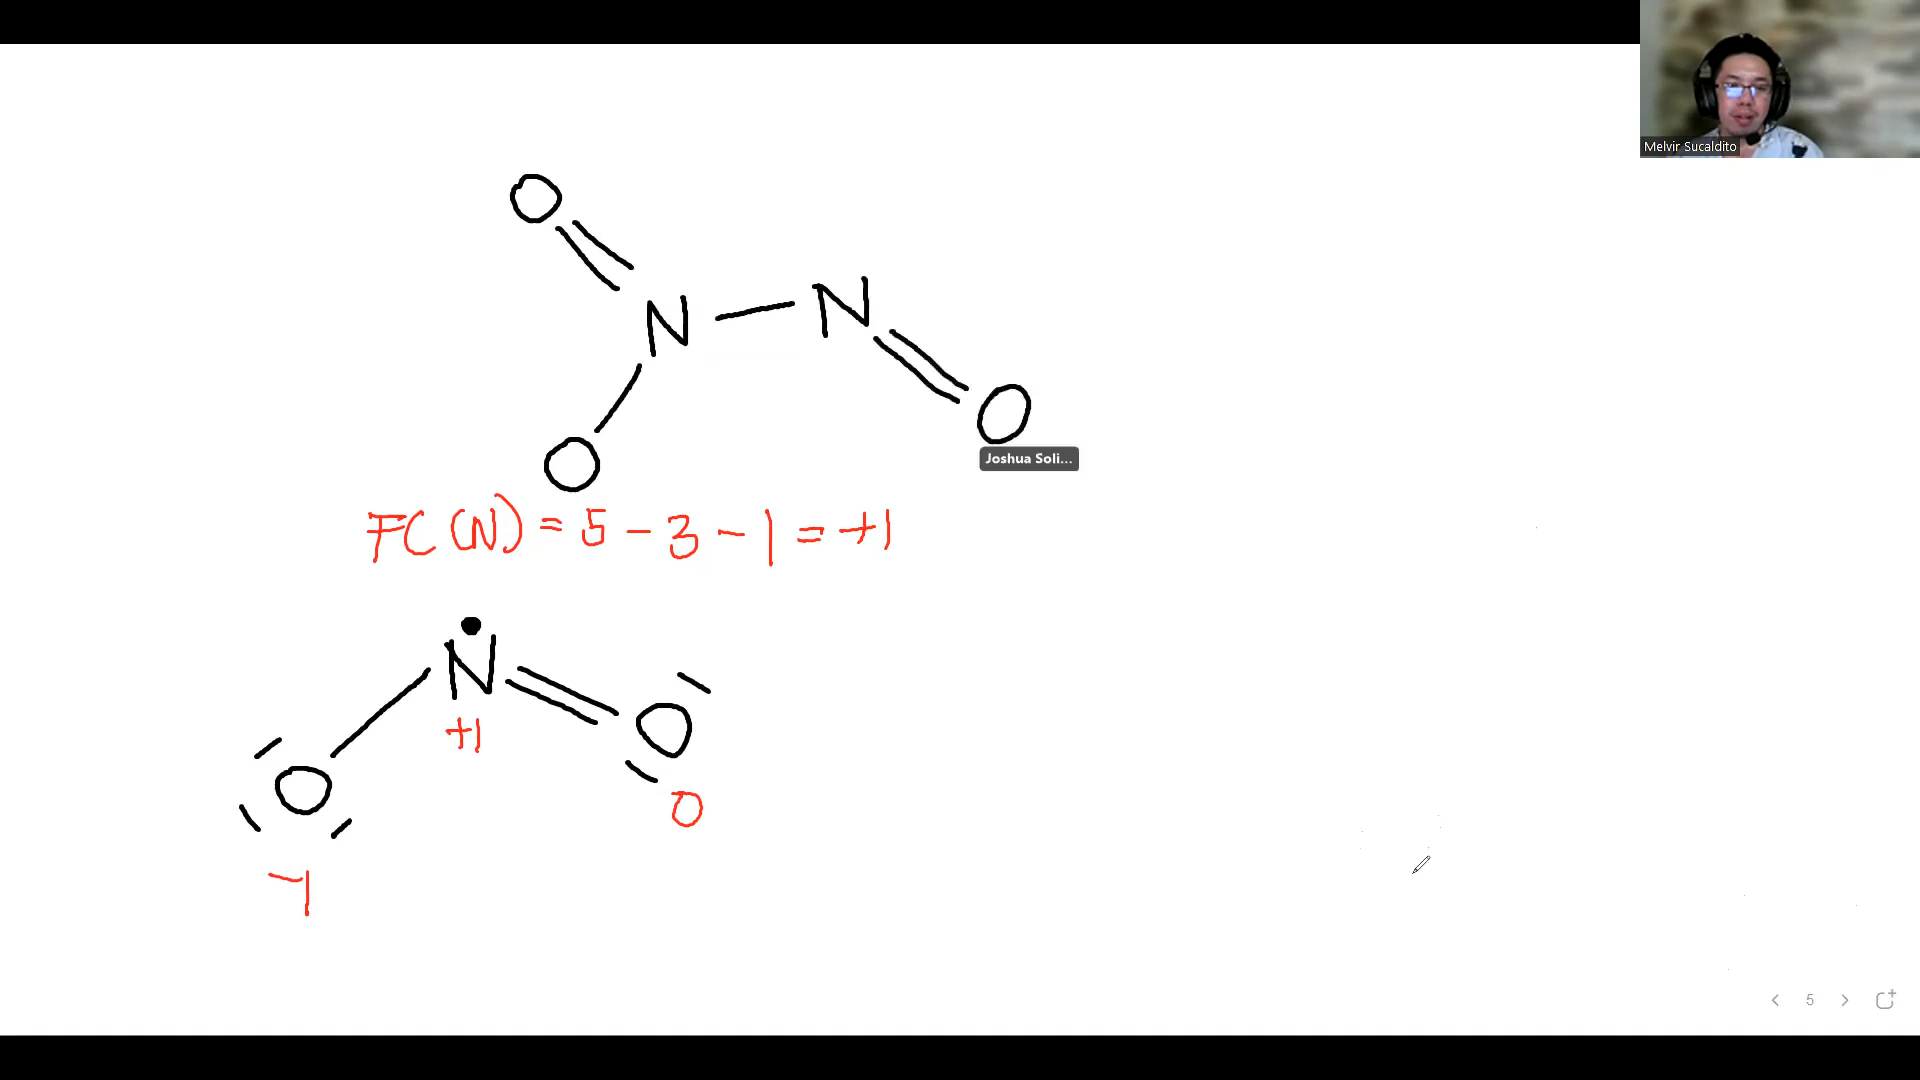 Melvir Sucaldito
O
N N
O
Joshua Soli...
O
FC (N) = 5 - 3 - 1 = +1
N
O
+1
O
0
-1
5